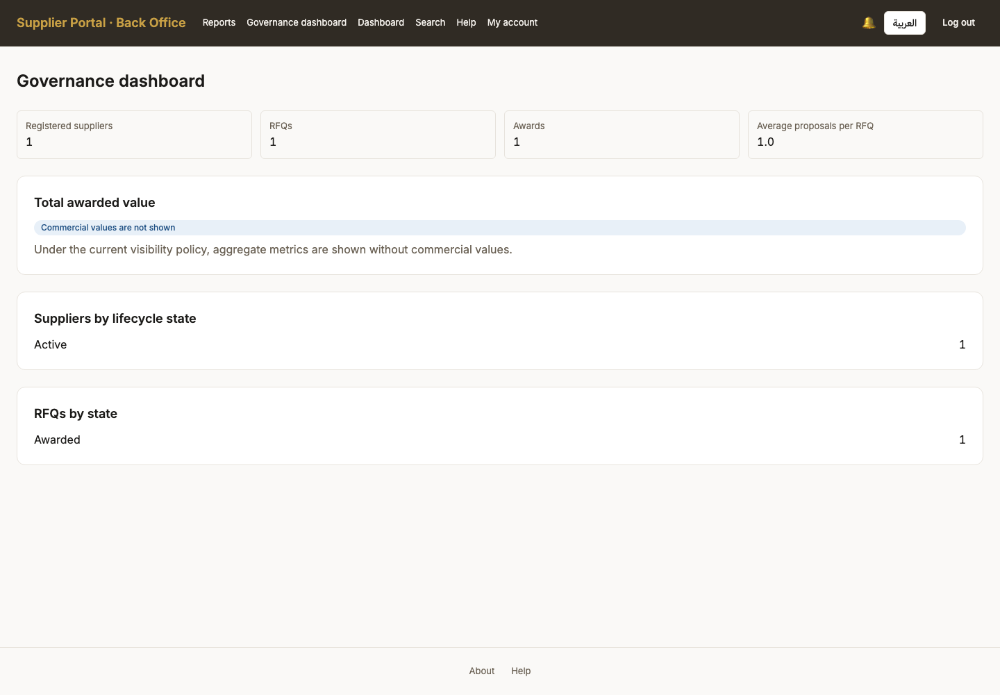 Supplier Portal · Back Office
Reports
Governance dashboard
Dashboard
Search
Help
My account
العربية
Log out
Governance dashboard
Registered suppliers
1
RFQs
1
Awards
1
Average proposals per RFQ
1.0
Total awarded value
Commercial values are not shown
Under the current visibility policy, aggregate metrics are shown without commercial values.
Suppliers by lifecycle state
Active 1
RFQs by state
Awarded 1
About
Help